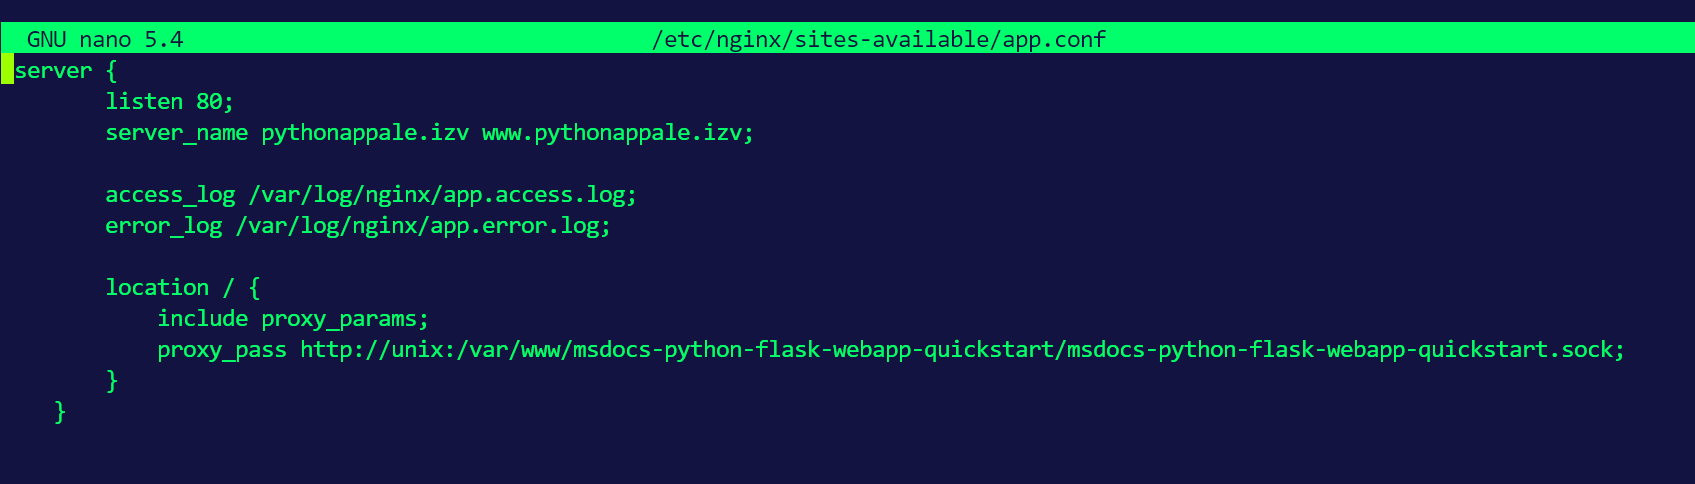 GNU nano 5.4 /etc/nginx/sites-available/app.conf
server {
listen 80;
server_name pythonappale.izv www.pythonappale.izv;
access_log /var/log/nginx/app.access.log;
error_log /var/log/nginx/app.error.log;
location / {
include proxy_params;
proxy_pass http://unix:/var/www/msdocs-python-flask-webapp-quickstart/msdocs-python-flask-webapp-quickstart.sock;
}
}